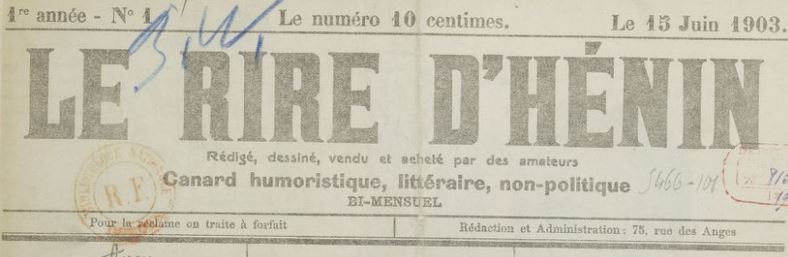 1re année - No 1 Le numéro 10 centimes. Le 15 Juin 1903.
LE RIRE D'HÉNIN
Rédigé, dessiné, vendu et acheté par des amateurs
Canard humoristique, littéraire, non-politique
BI-MENSUEL
R.F.
Pour la réclame on traite à forfait
Rédaction et Administration : 75, rue des Anges